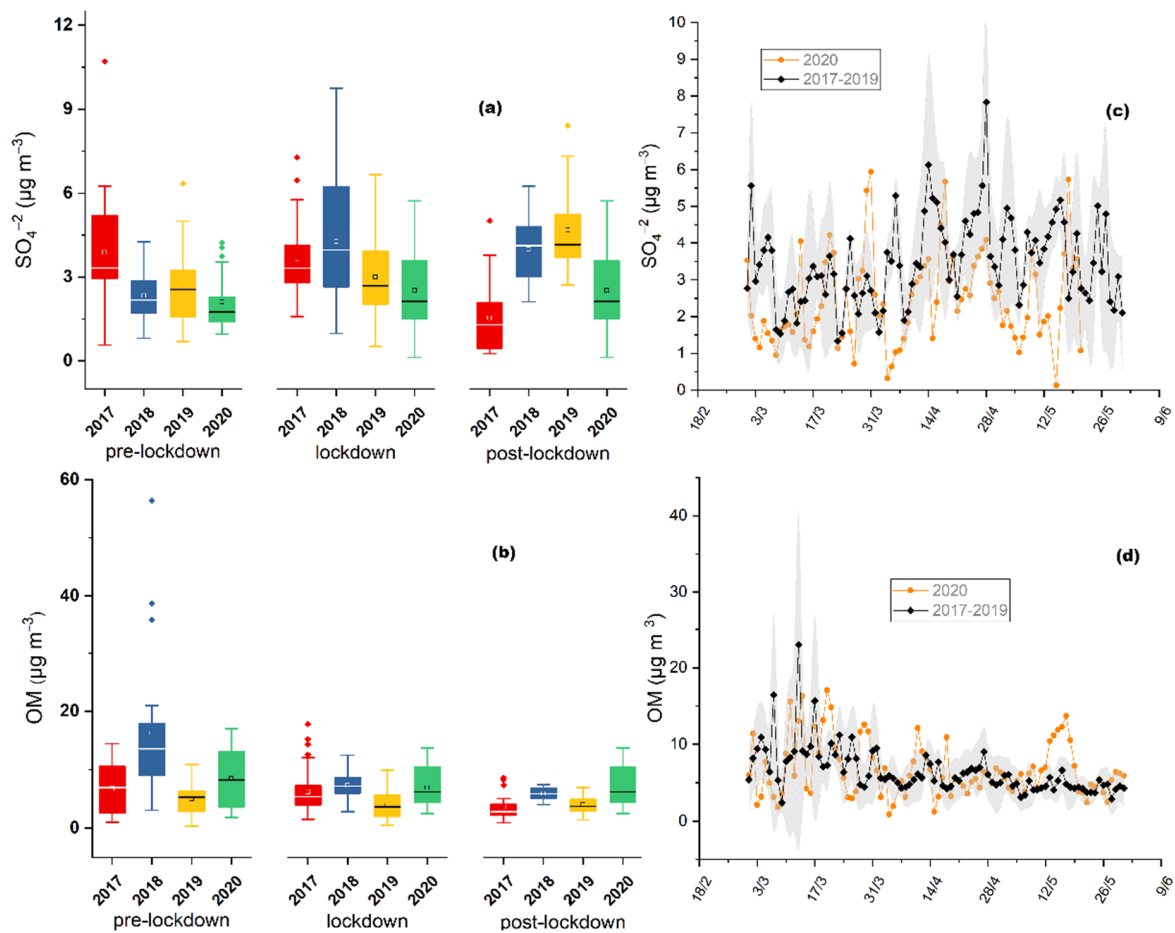 12
9
6
3
0
SO₄⁻² (µg m⁻³)
(a)
2017 2018 2019 2020
pre-lockdown
2017 2018 2019 2020
lockdown
2017 2018 2019 2020
post-lockdown
10
9
8
7
6
5
4
3
2
1
0
SO₄⁻² (µg m⁻³)
2020
2017-2019
(c)
18/2 3/3 17/3 31/3 14/4 28/4 12/5 26/5 9/6
60
40
20
0
OM (µg m⁻³)
(b)
2017 2018 2019 2020
pre-lockdown
2017 2018 2019 2020
lockdown
2017 2018 2019 2020
post-lockdown
40
30
20
10
0
OM (µg m⁻³)
2020
2017-2019
(d)
18/2 3/3 17/3 31/3 14/4 28/4 12/5 26/5 9/6